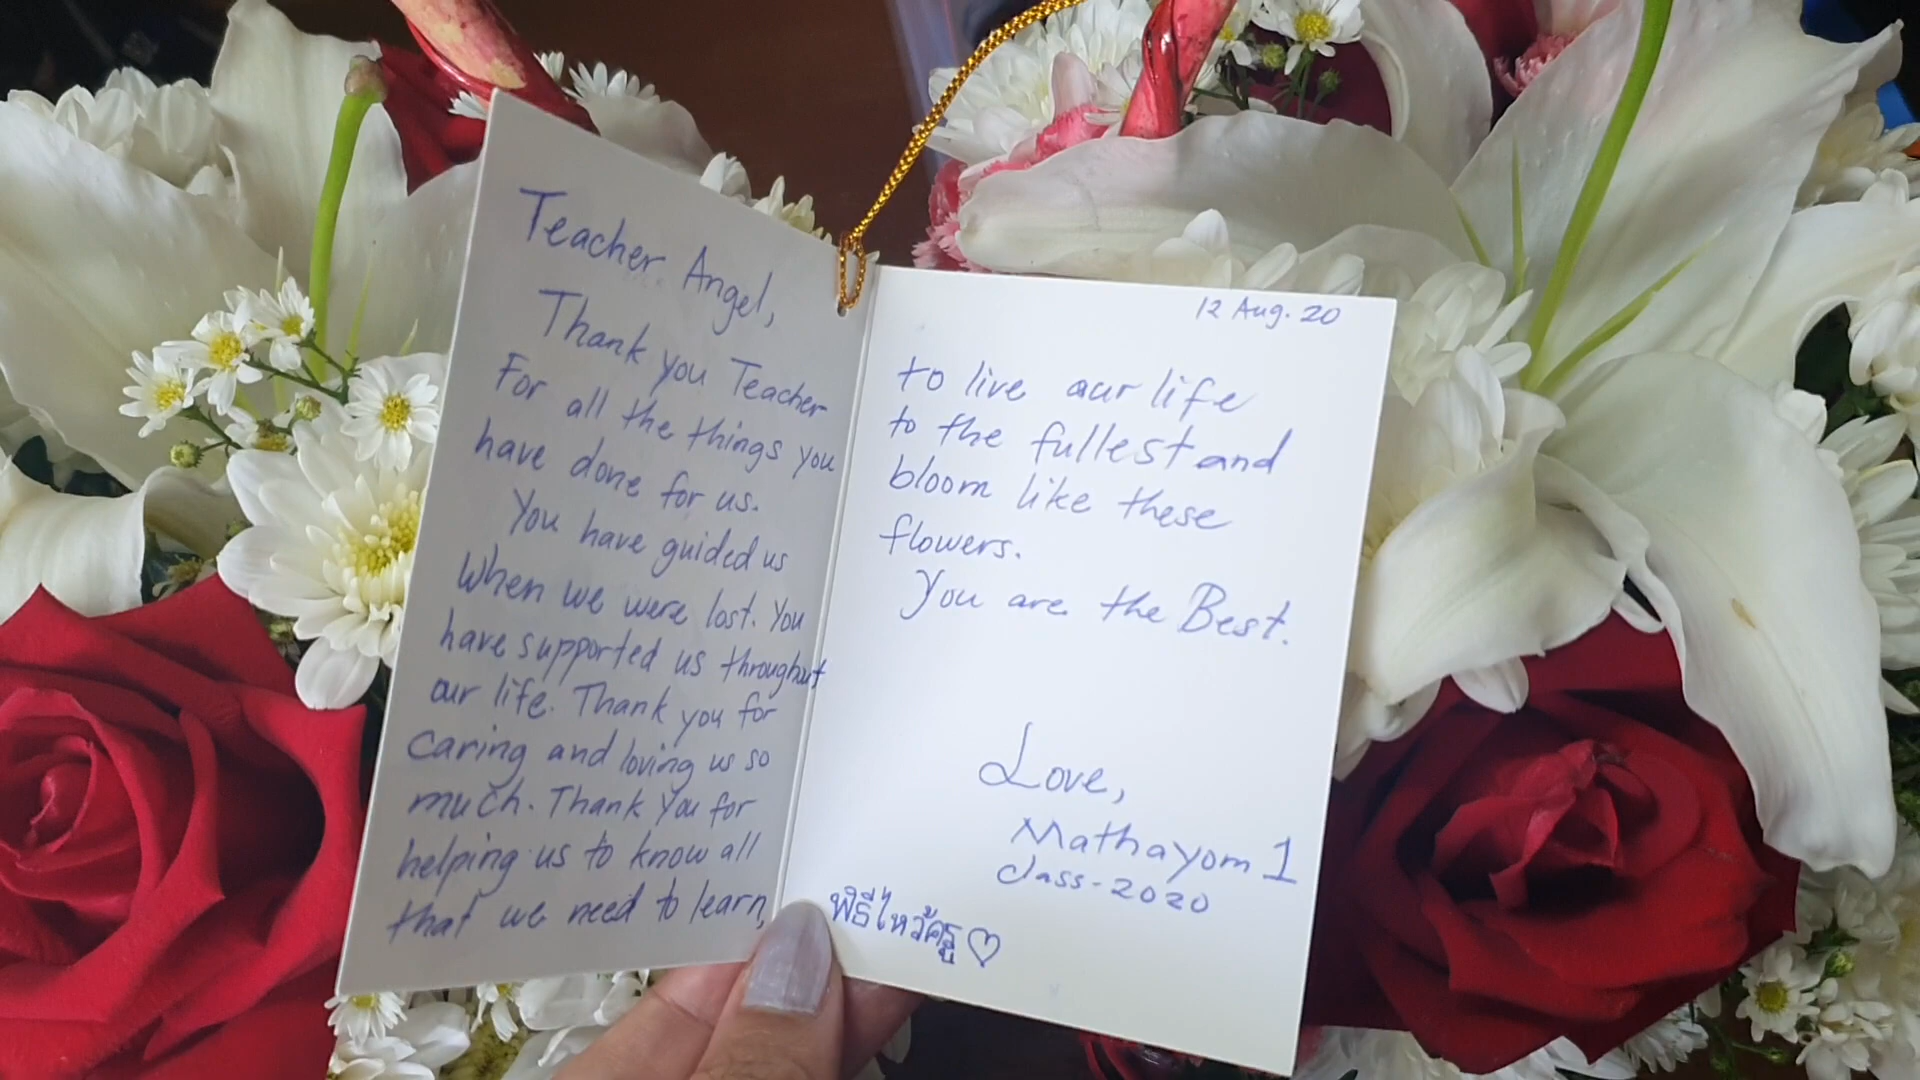 Teacher Angel,
Thank you Teacher
For all the things you
have done for us.
You have guided us
When we were lost. You
have supported us throughout
our life. Thank you for
caring and loving us so
much. Thank You for
helping us to know all
that we need to learn,
12 Aug. 20
to live our life
to the fullest and
bloom like these
flowers.
You are the Best.
Love,
Mathayom 1
Class-2020
พิธีไหว้ครู ♡